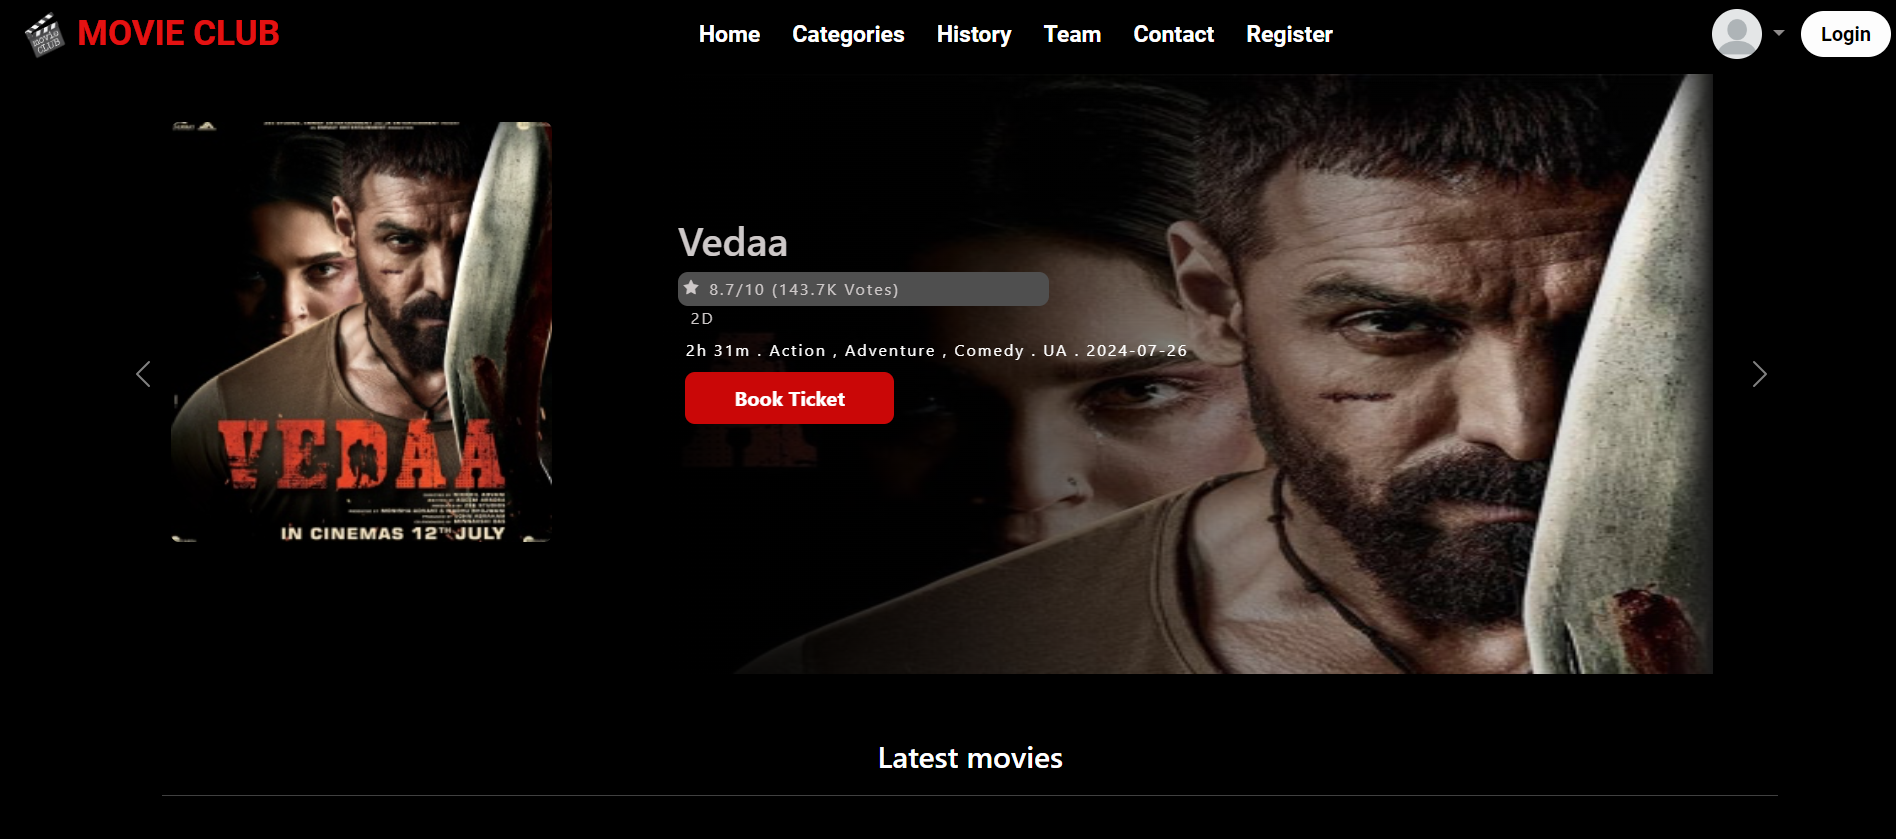 MOVIE CLUB
Home Categories History Team Contact Register
Login
Vedaa
8.7/10 (143.7K Votes)
2D
2h 31m . Action , Adventure , Comedy . UA . 2024-07-26
Book Ticket
VEDAA
IN CINEMAS 12TH JULY
Latest movies